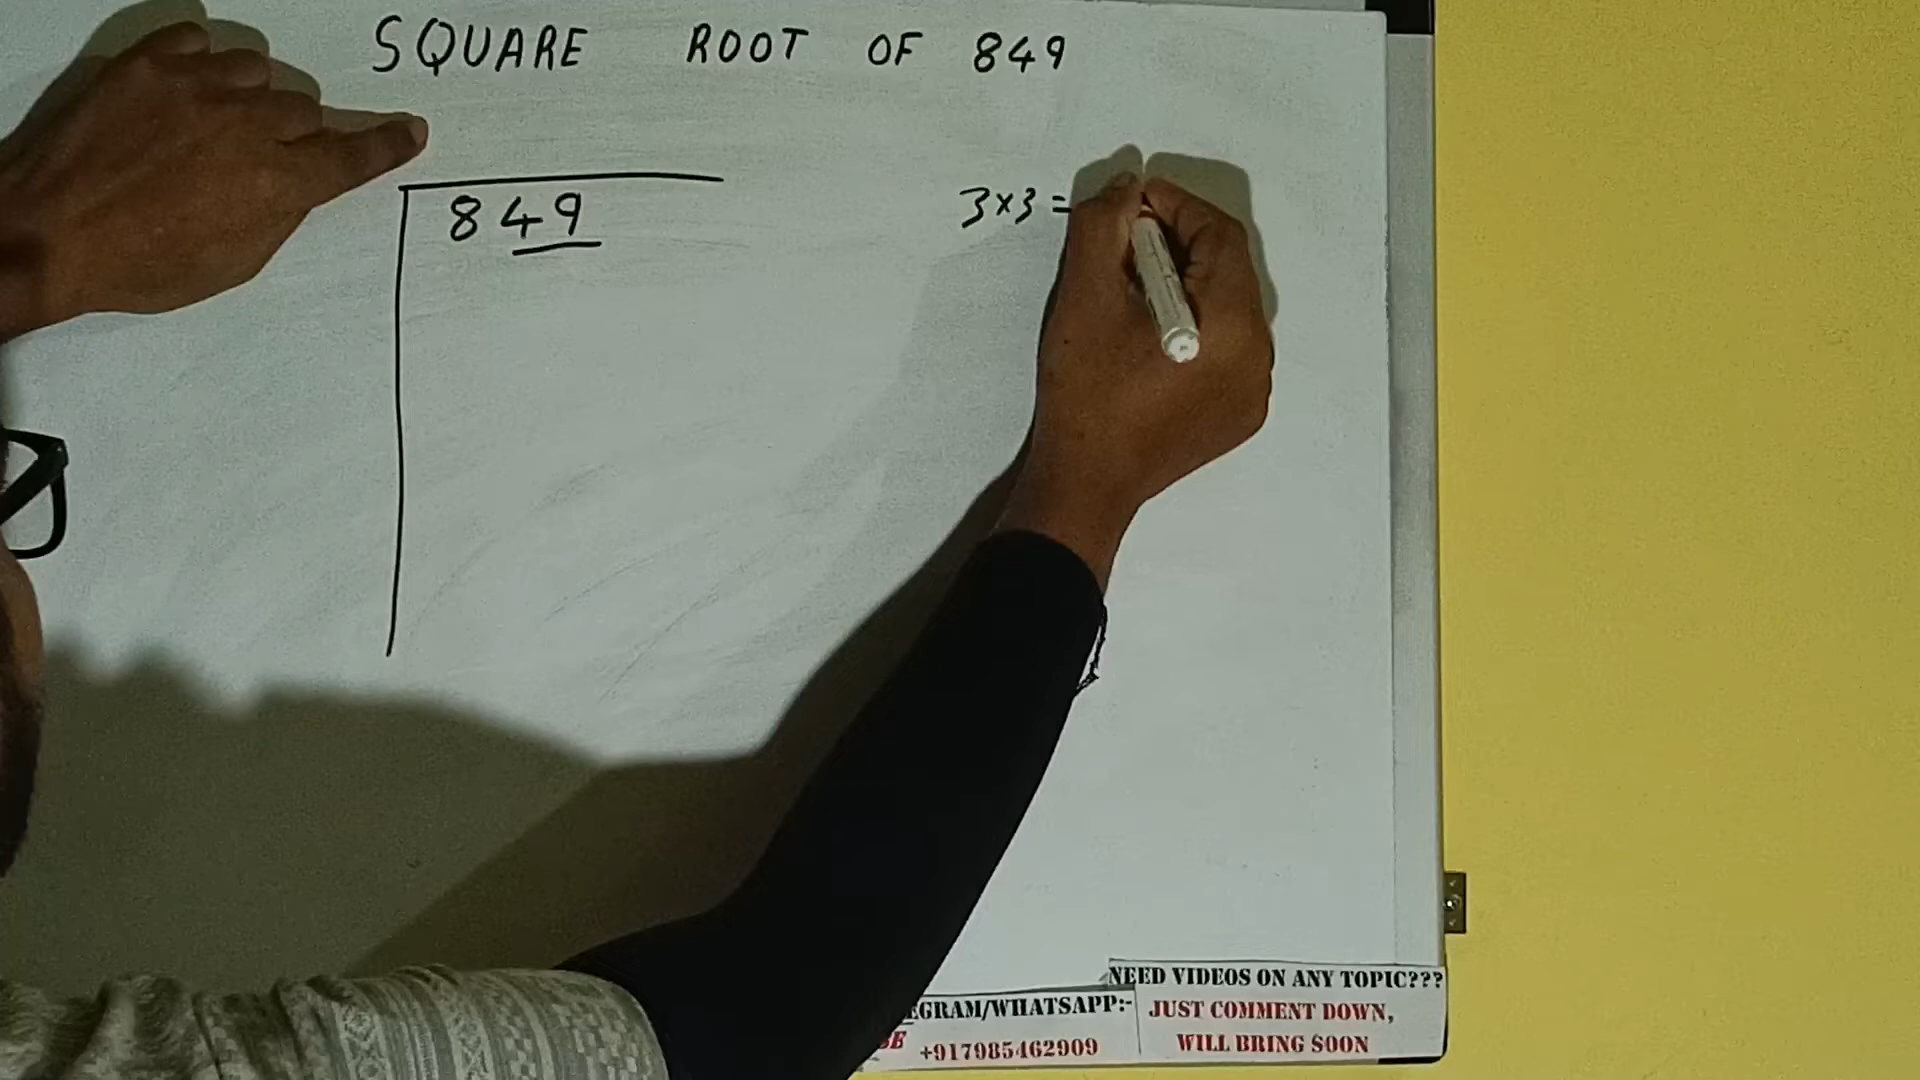 SQUARE ROOT OF 849
849
3×3=
NEED VIDEOS ON ANY TOPIC???
JUST COMMENT DOWN,
WILL BRING SOON
EGRAM/WHATSAPP:-
+917985462909